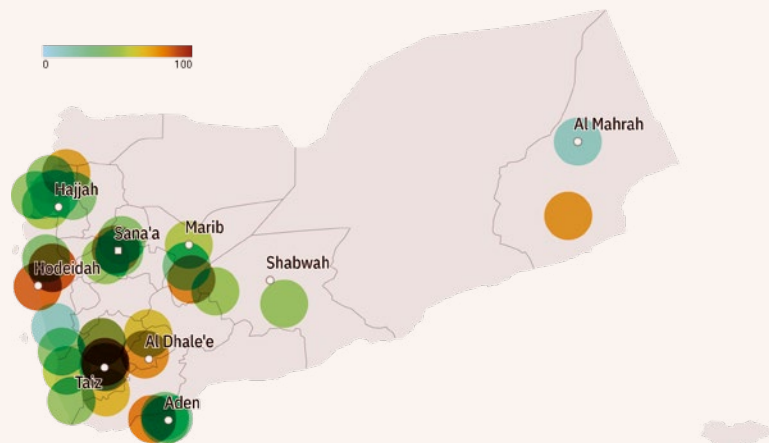 0 100
Al Mahrah
Hajjah
Sana'a
Marib
Hodeidah
Shabwah
Al Dhale'e
Taiz
Aden